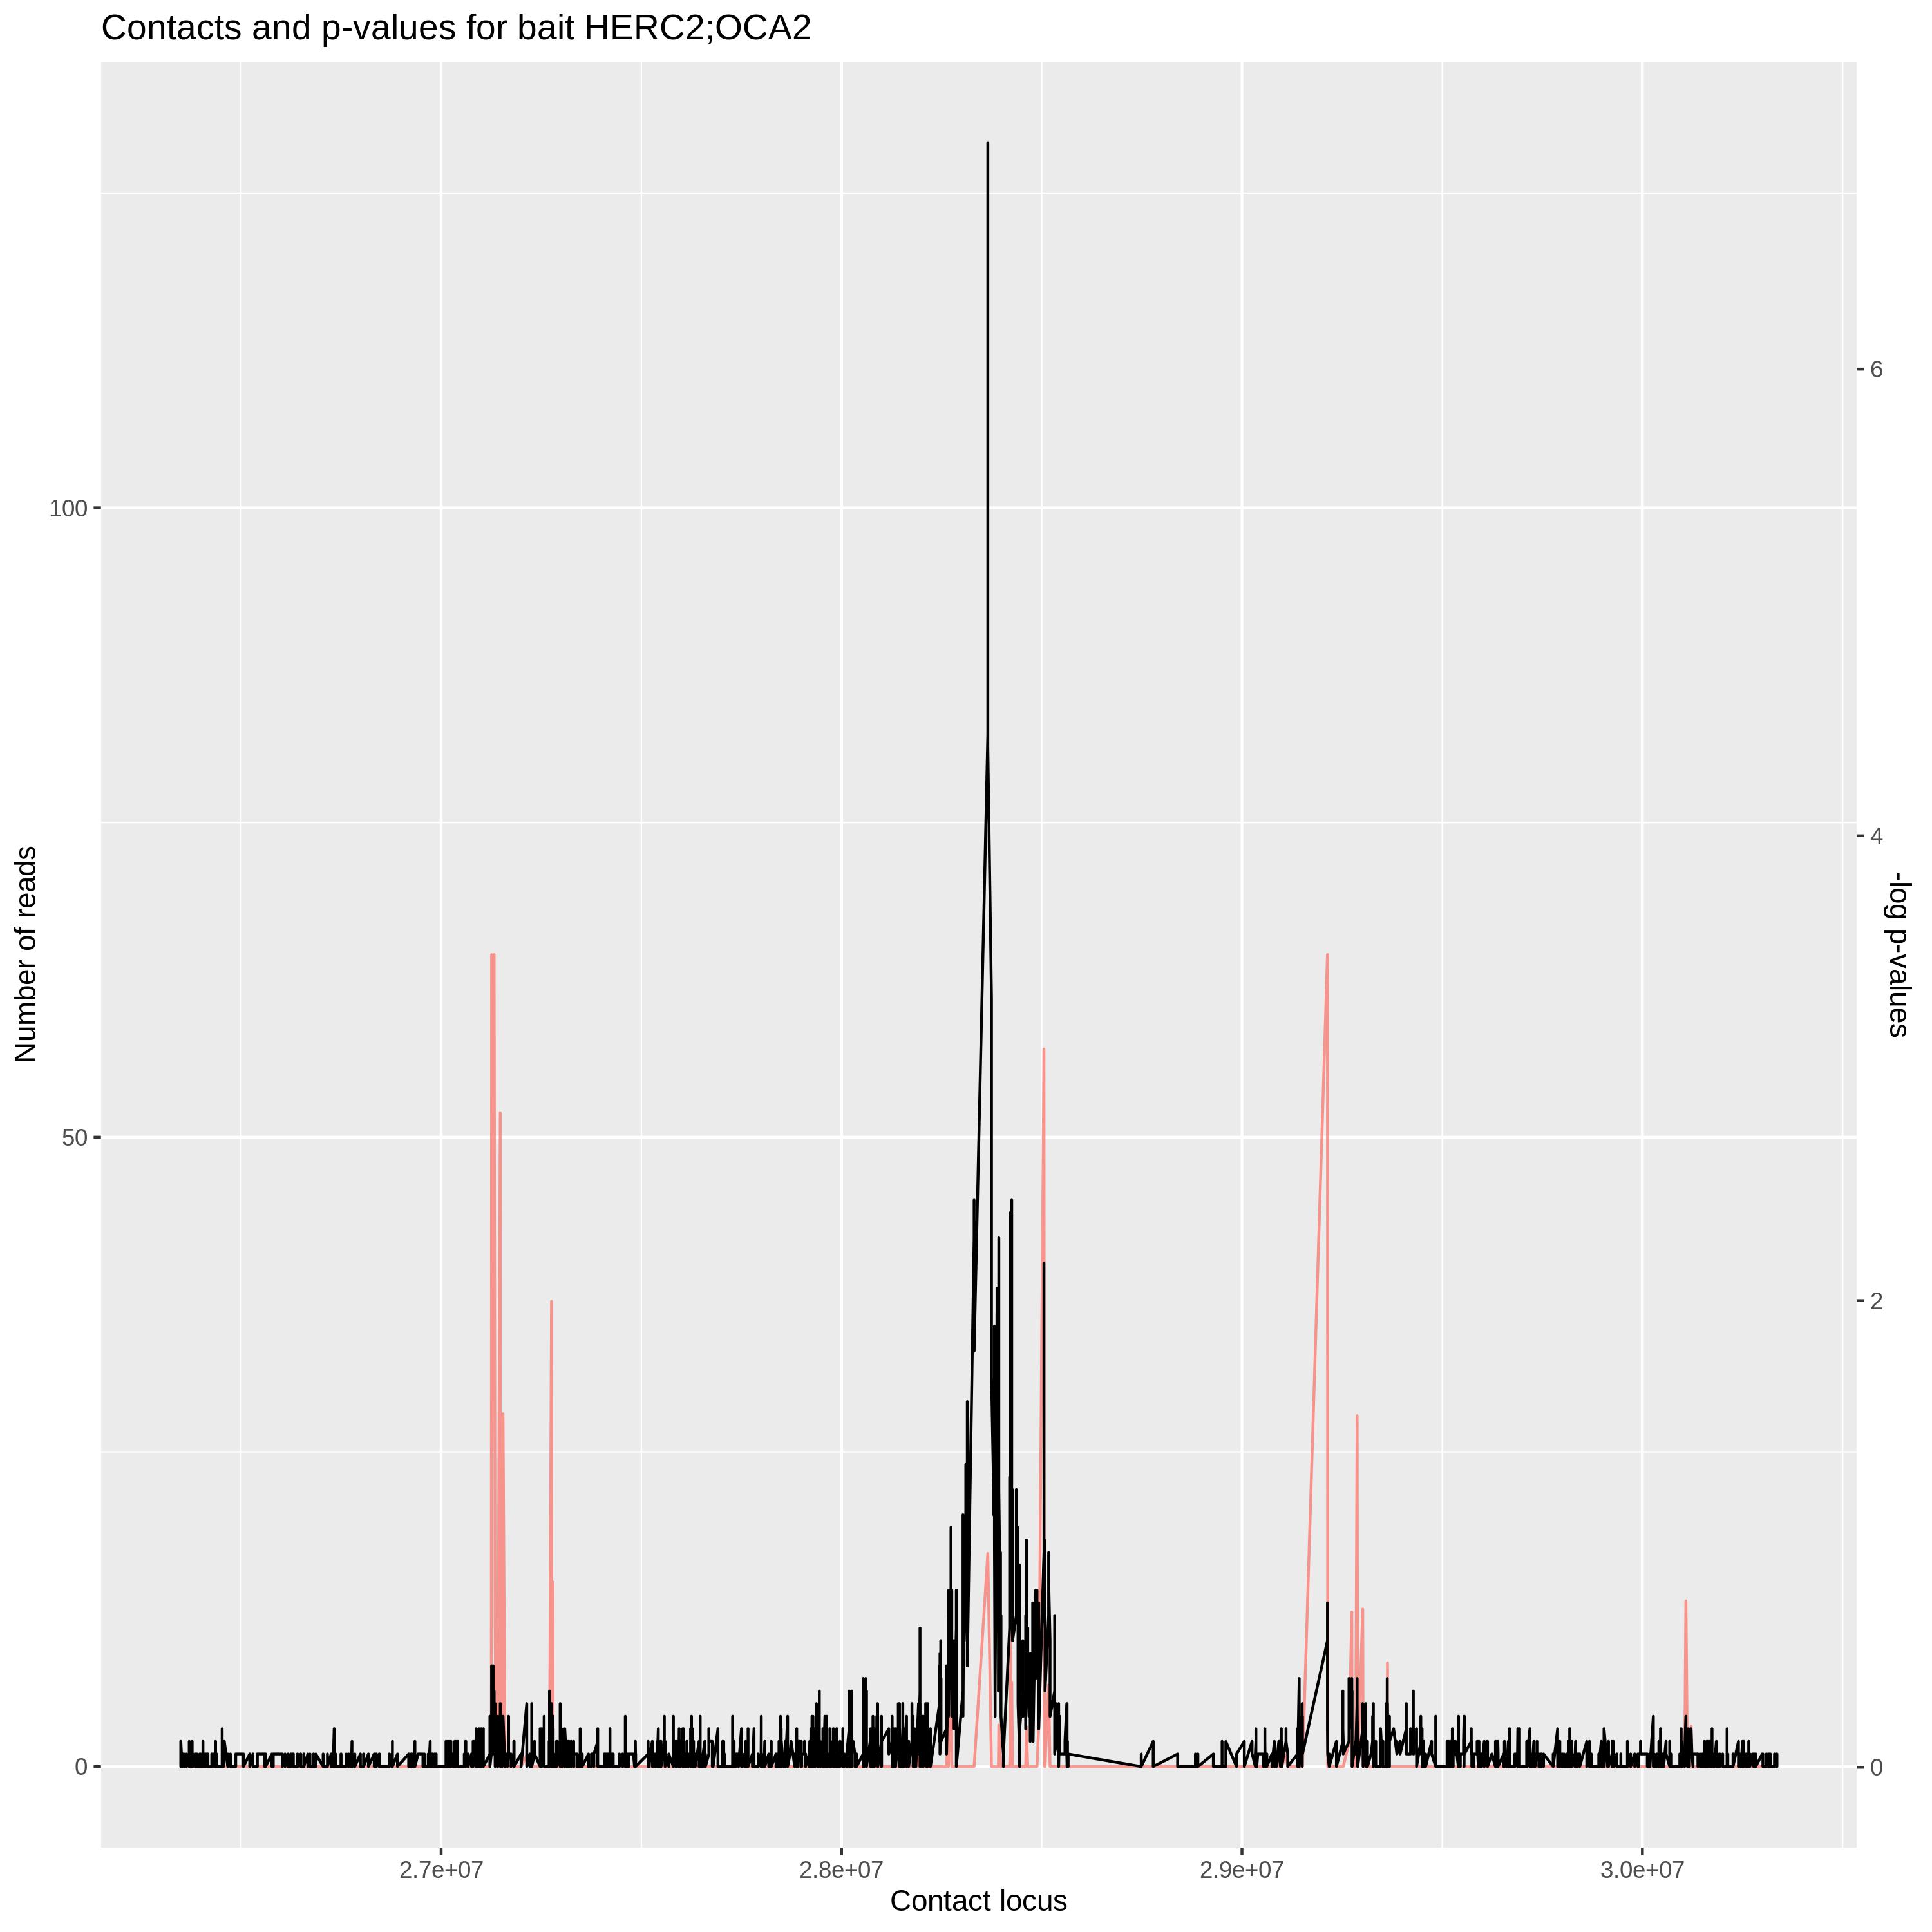 Contacts and p-values for bait HERC2;OCA2
Number of reads
100
50
0
6
4
2
0
-log p-values
2.7e+07
2.8e+07
2.9e+07
3.0e+07
Contact locus